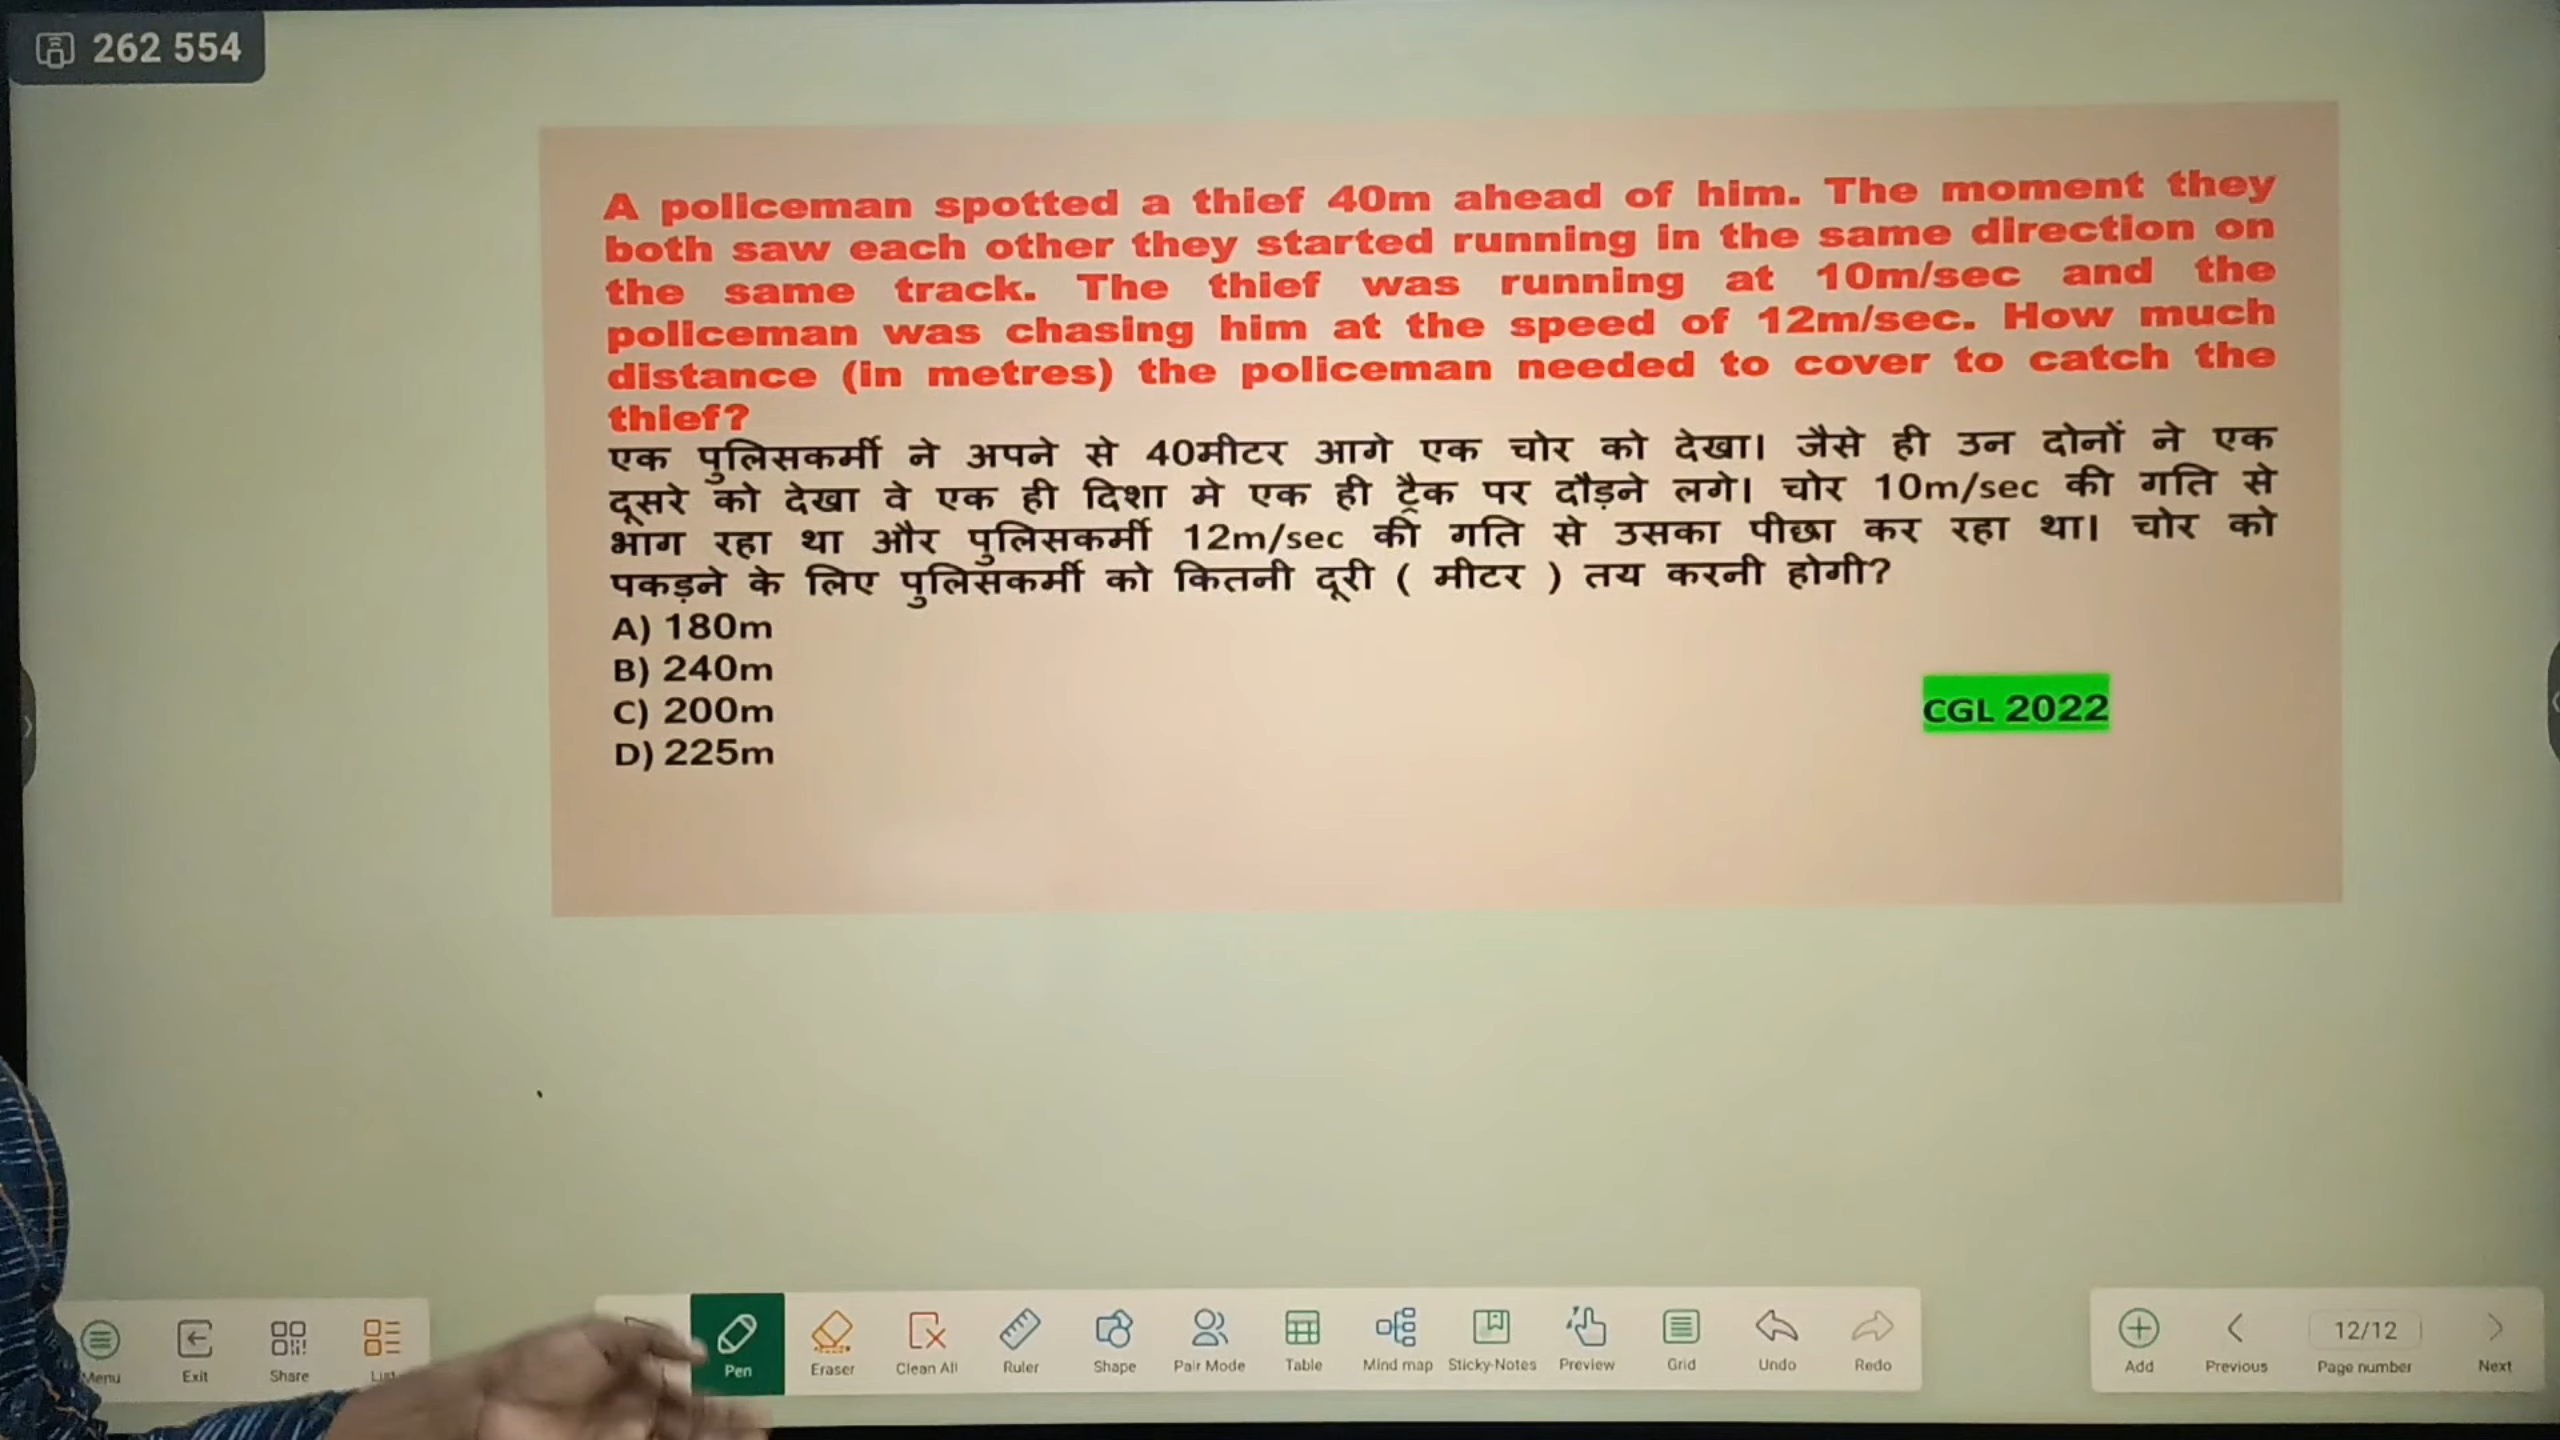 262 554
A policeman spotted a thief 40m ahead of him. The moment they
both saw each other they started running in the same direction on
the same track. The thief was running at 10m/sec and the
policeman was chasing him at the speed of 12m/sec. How much
distance (in metres) the policeman needed to cover to catch the
thief?
एक पुलिसकर्मी ने अपने से 40मीटर आगे एक चोर को देखा। जैसे ही उन दोनों ने एक
दूसरे को देखा वे एक ही दिशा मे एक ही ट्रैक पर दौड़ने लगे। चोर 10m/sec की गति से
भाग रहा था और पुलिसकर्मी 12m/sec की गति से उसका पीछा कर रहा था। चोर को
पकड़ने के लिए पुलिसकर्मी को कितनी दूरी ( मीटर ) तय करनी होगी?
A) 180m
B) 240m
C) 200m
D) 225m
CGL 2022
Menu Exit Share List Pen Eraser Clean All Ruler Shape Pair Mode Table Mind map Sticky Notes Preview Grid Undo Redo Add Previous 12/12 Page number Next